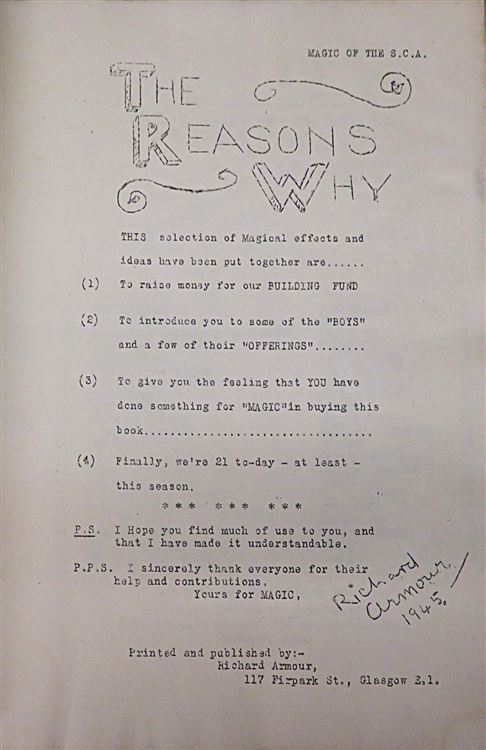 MAGIC OF THE S.C.A.
THE
REASONS
WHY
THIS selection of Magical effects and
ideas have been put together are......
(1) To raise money for our BUILDING FUND
(2) To introduce you to some of the "BOYS"
and a few of their "OFFERINGS"........
(3) To give you the feeling that YOU have
done something for "MAGIC"in buying this
book..................................
(4) Finally, we're 21 to-day - at least -
this season.
*** *** ***
P.S. I Hope you find much of use to you, and
that I have made it understandable.
P.P.S. I sincerely thank everyone for their
help and contributions.
Yours for MAGIC,
Richard
Armour
1945.
Printed and published by:-
Richard Armour,
117 Firpark St., Glasgow E.1.